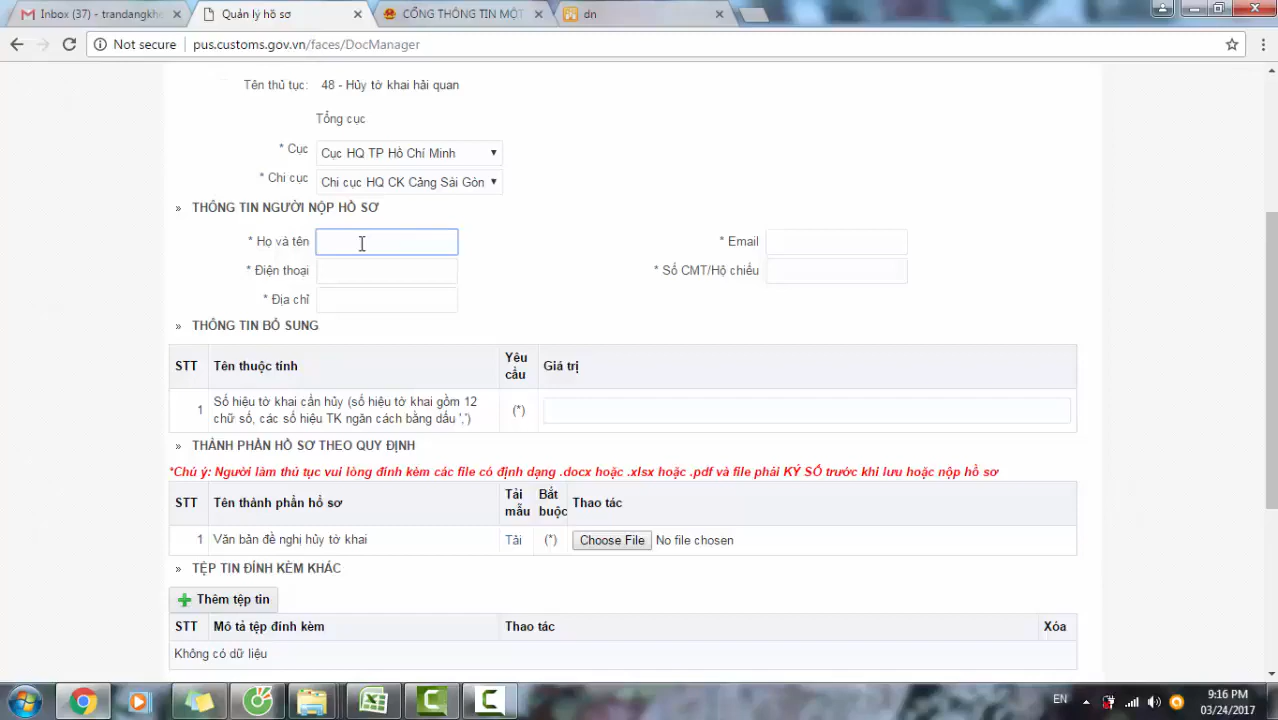 Inbox (37) - trandangkho
Quản lý hồ sơ
CỔNG THÔNG TIN MỘT
dn
Not secure
pus.customs.gov.vn/faces/DocManager
Tên thủ tục: 48 - Hủy tờ khai hải quan
Tổng cục
* Cục Cục HQ TP Hồ Chí Minh
* Chi cục Chi cục HQ CK Cảng Sài Gòn
» THÔNG TIN NGƯỜI NỘP HỒ SƠ
* Họ và tên * Email
* Điện thoại * Số CMT/Hộ chiếu
* Địa chỉ
» THÔNG TIN BỔ SUNG
STT Tên thuộc tính Yêu cầu Giá trị
1 Số hiệu tờ khai cần hủy (số hiệu tờ khai gồm 12 (*)
chữ số, các số hiệu TK ngăn cách bằng dấu ',')
» THÀNH PHẦN HỒ SƠ THEO QUY ĐỊNH
*Chú ý: Người làm thủ tục vui lòng đính kèm các file có định dạng .docx hoặc .xlsx hoặc .pdf và file phải KÝ SỐ trước khi lưu hoặc nộp hồ sơ
STT Tên thành phần hồ sơ Tải mẫu Bắt buộc Thao tác
1 Văn bản đề nghị hủy tờ khai Tải (*) Choose File No file chosen
» TỆP TIN ĐÍNH KÈM KHÁC
Thêm tệp tin
STT Mô tả tệp đính kèm Thao tác Xóa
Không có dữ liệu
EN 9:16 PM
03/24/2017